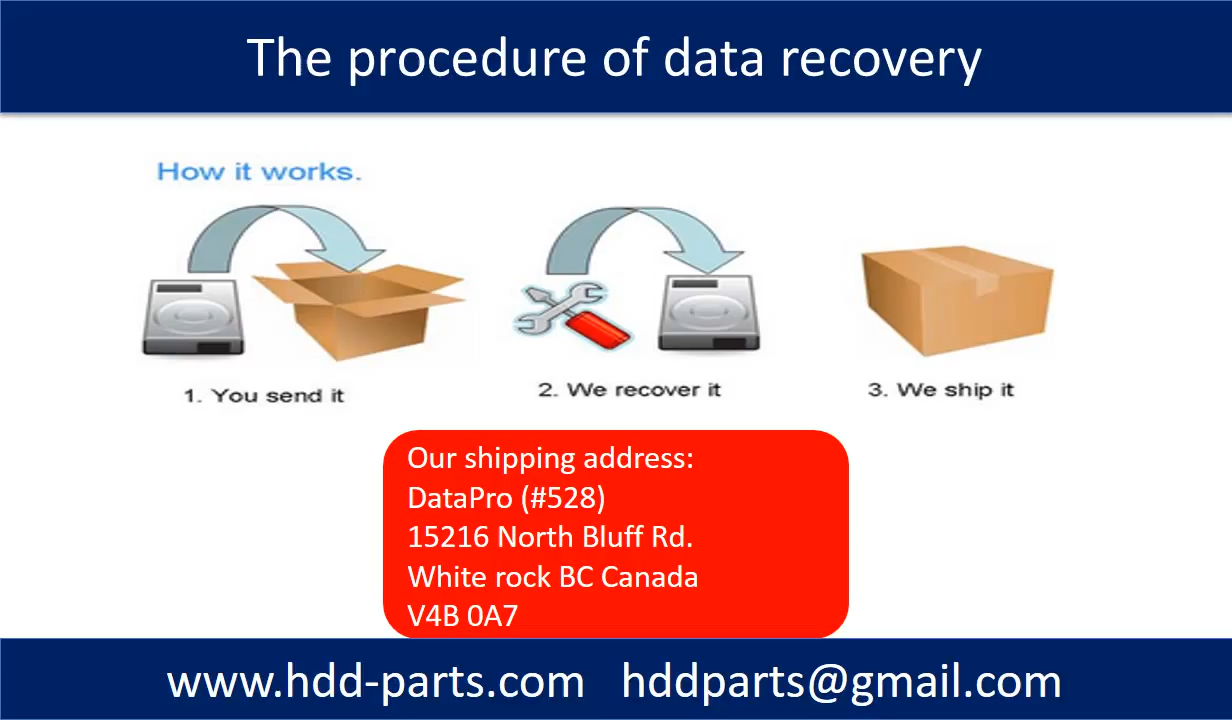 The procedure of data recovery
How it works.
1. You send it
2. We recover it
3. We ship it
Our shipping address:
DataPro (#528)
15216 North Bluff Rd.
White rock BC Canada
V4B 0A7
www.hdd-parts.com hddparts@gmail.com